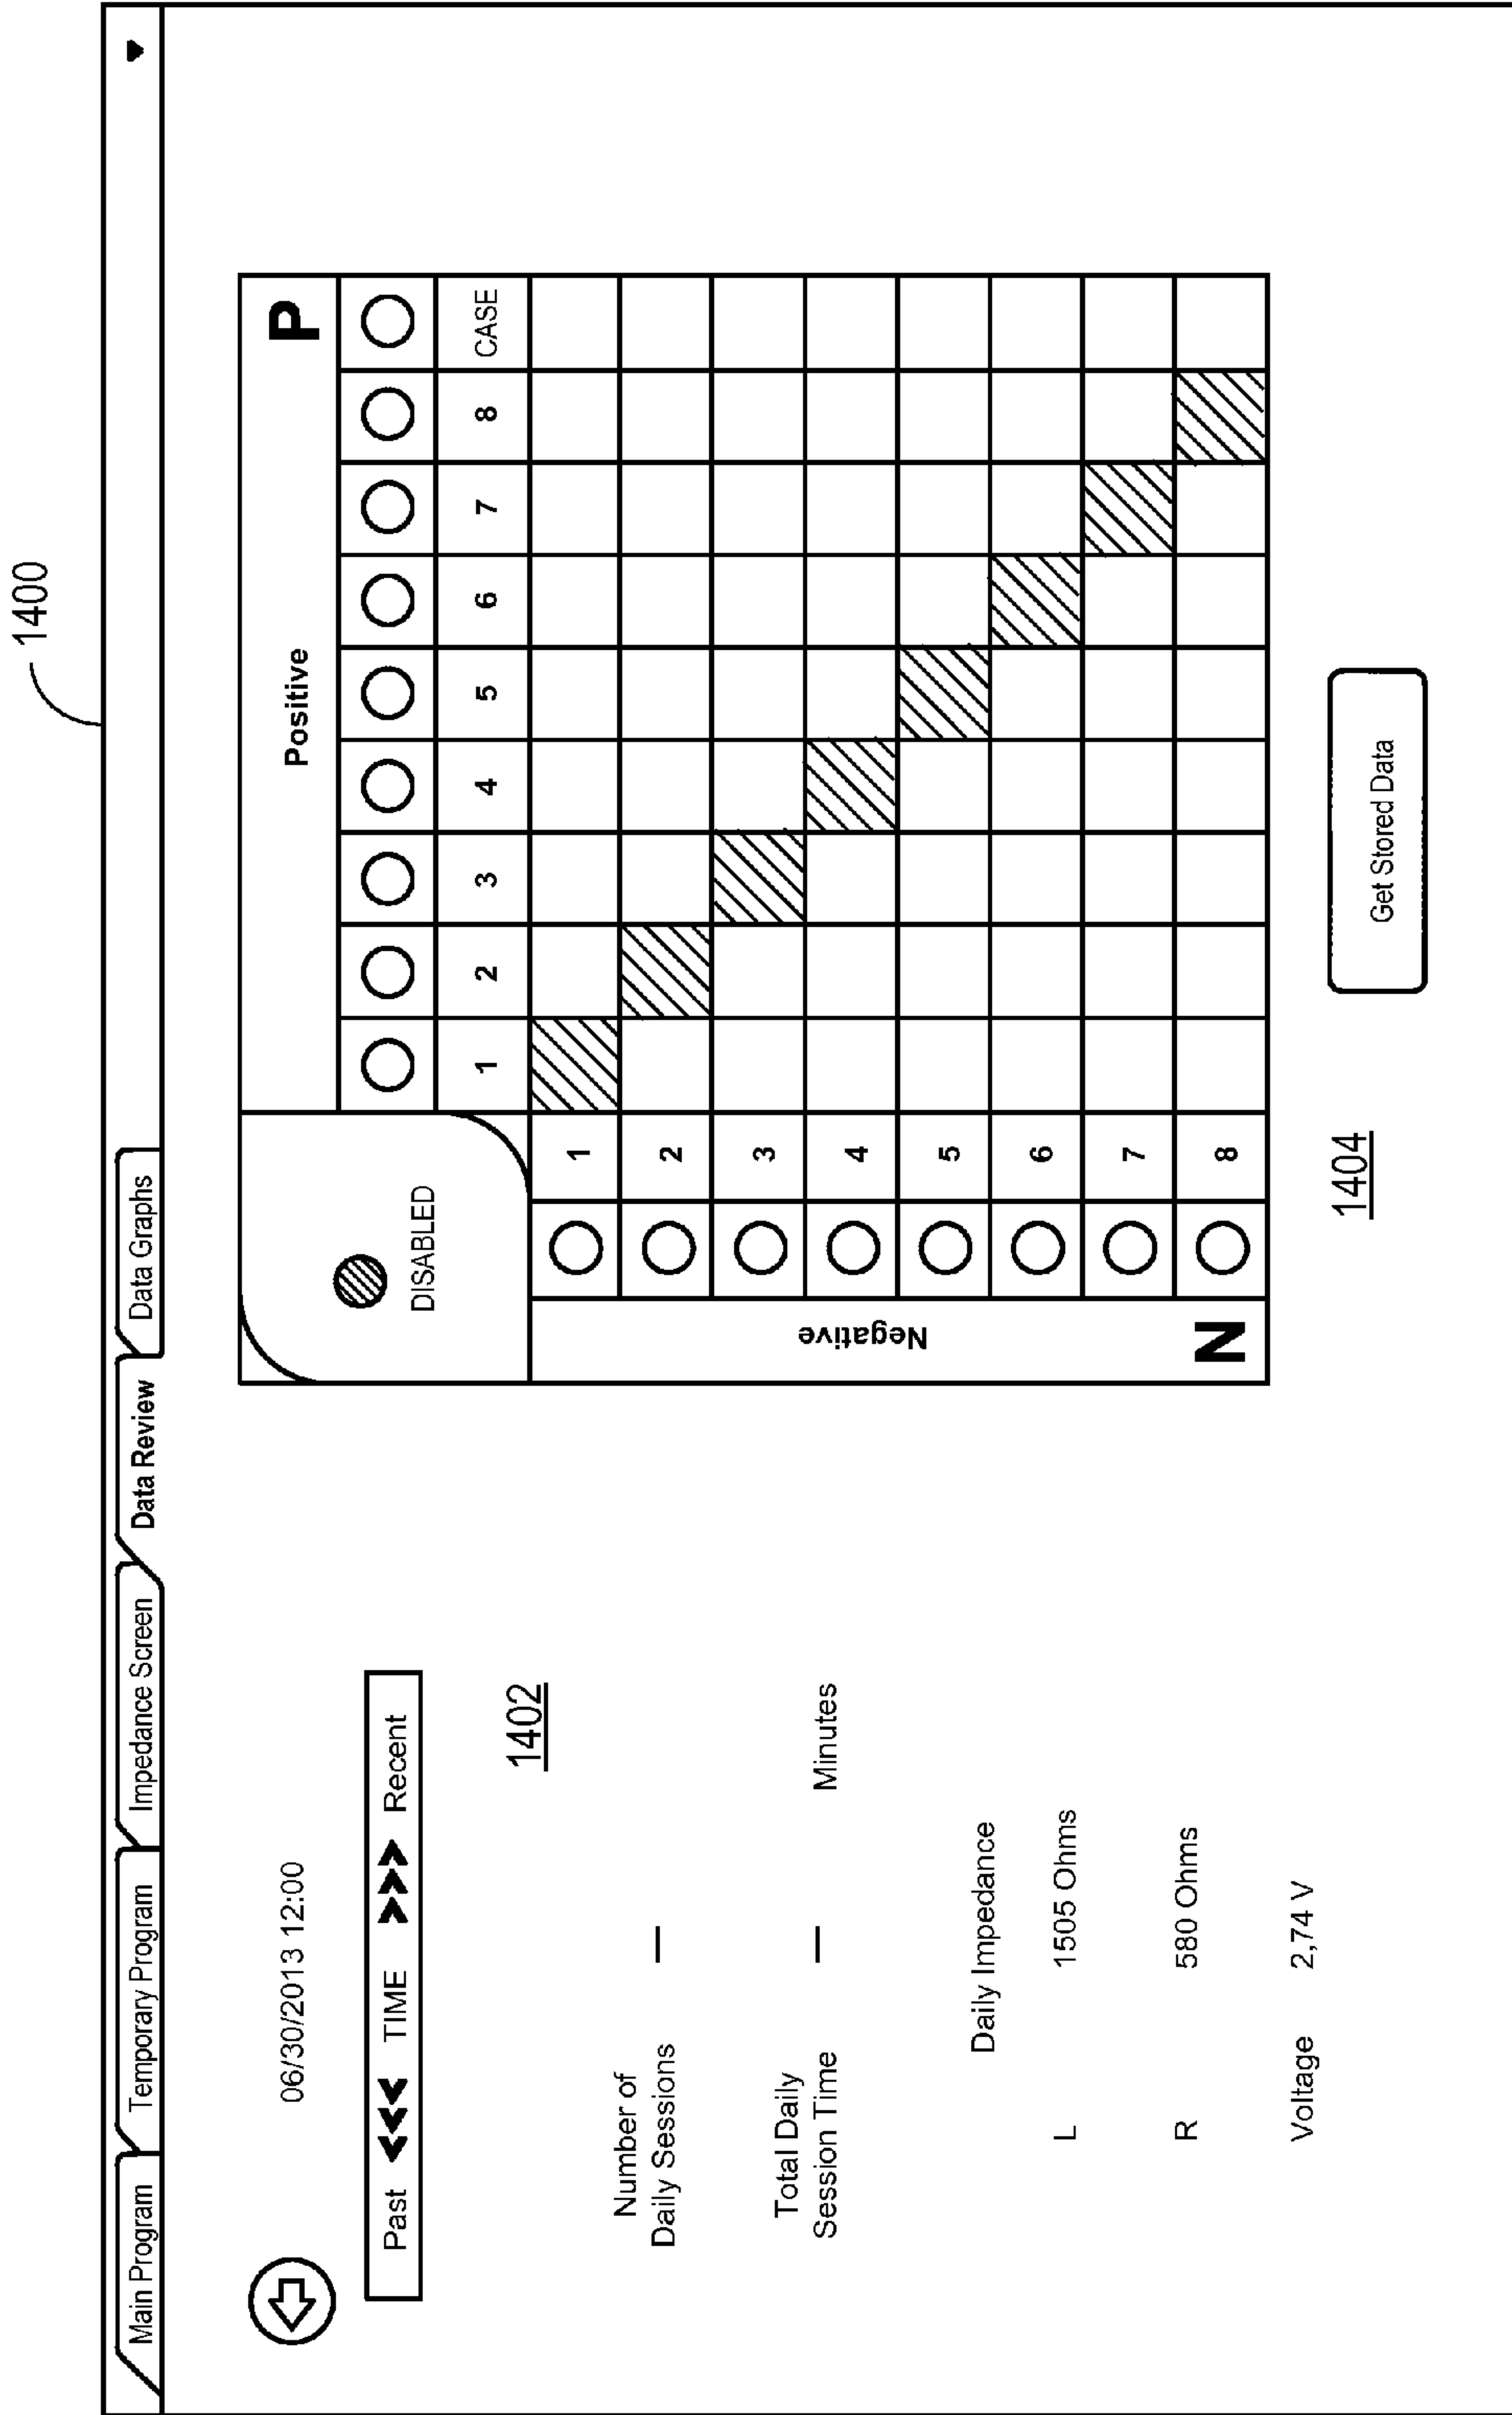 1400
Main Program Temporary Program Impedance Screen Data Review Data Graphs
06/30/2013 12:00
Past TIME Recent
1402
Number of
Daily Sessions —
Total Daily
Session Time — Minutes
Daily Impedance
L 1505 Ohms
R 580 Ohms
Voltage 2,74 V
DISABLED
Positive P
1 2 3 4 5 6 7 8 CASE
Negative
N
1
2
3
4
5
6
7
8
1404
Get Stored Data